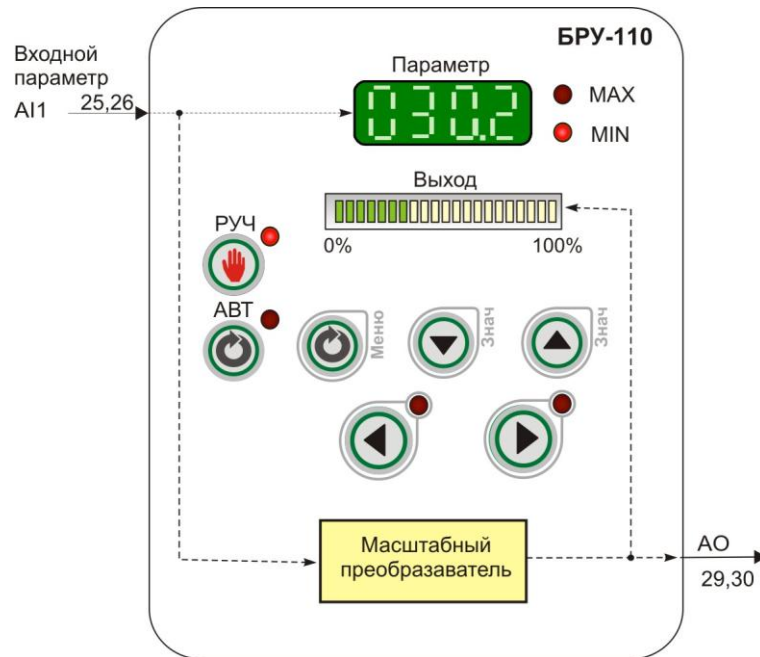 БРУ-110
Входной
параметр
AI1
25,26
Параметр
030.2
MAX
MIN
Выход
0%
100%
РУЧ
АВТ
Меню
Знач
Знач
Масштабный
преобразаватель
АО
29,30